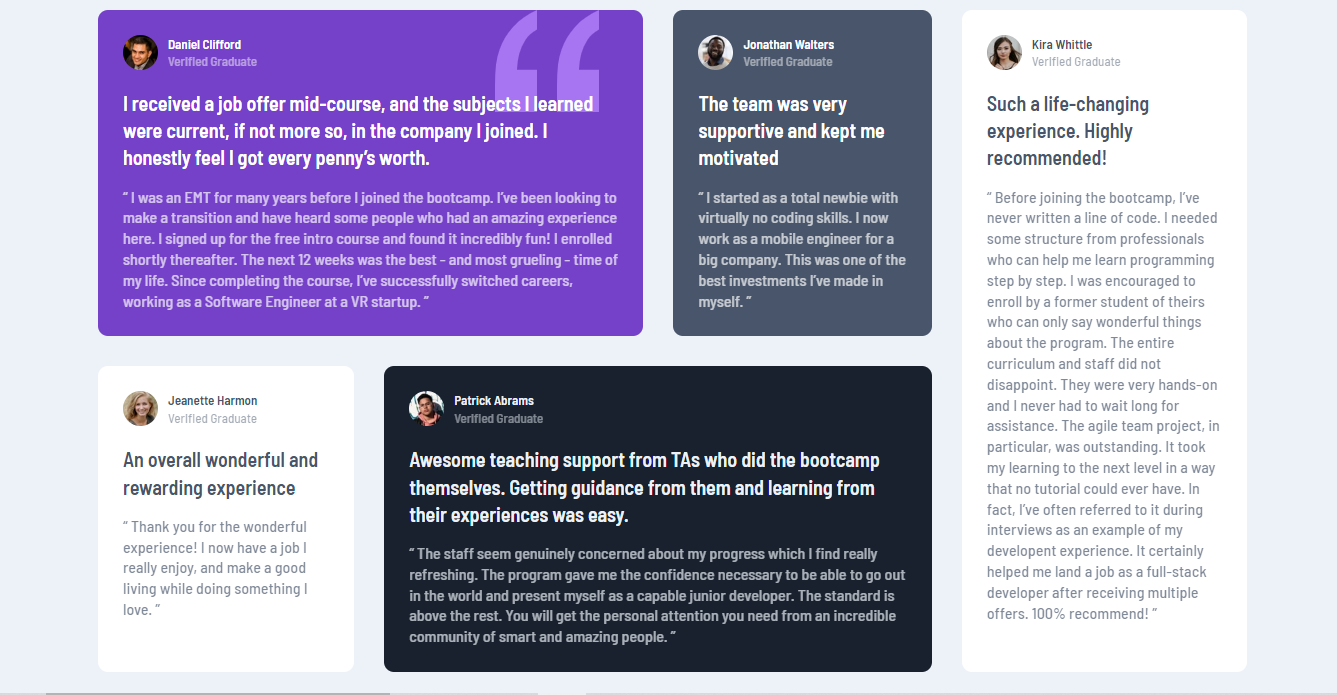 Daniel Clifford
Verified Graduate
I received a job offer mid-course, and the subjects I learned
were current, if not more so, in the company I joined. I
honestly feel I got every penny’s worth.
“ I was an EMT for many years before I joined the bootcamp. I’ve been looking to
make a transition and have heard some people who had an amazing experience
here. I signed up for the free intro course and found it incredibly fun! I enrolled
shortly thereafter. The next 12 weeks was the best - and most grueling - time of
my life. Since completing the course, I’ve successfully switched careers,
working as a Software Engineer at a VR startup. ”
Jonathan Walters
Verified Graduate
The team was very
supportive and kept me
motivated
“ I started as a total newbie with
virtually no coding skills. I now
work as a mobile engineer for a
big company. This was one of the
best investments I’ve made in
myself. ”
Kira Whittle
Verified Graduate
Such a life-changing
experience. Highly
recommended!
“ Before joining the bootcamp, I’ve
never written a line of code. I needed
some structure from professionals
who can help me learn programming
step by step. I was encouraged to
enroll by a former student of theirs
who can only say wonderful things
about the program. The entire
curriculum and staff did not
disappoint. They were very hands-on
and I never had to wait long for
assistance. The agile team project, in
particular, was outstanding. It took
my learning to the next level in a way
that no tutorial could ever have. In
fact, I’ve often referred to it during
interviews as an example of my
developent experience. It certainly
helped me land a job as a full-stack
developer after receiving multiple
offers. 100% recommend! ”
Jeanette Harmon
Verified Graduate
An overall wonderful and
rewarding experience
“ Thank you for the wonderful
experience! I now have a job I
really enjoy, and make a good
living while doing something I
love. ”
Patrick Abrams
Verified Graduate
Awesome teaching support from TAs who did the bootcamp
themselves. Getting guidance from them and learning from
their experiences was easy.
“ The staff seem genuinely concerned about my progress which I find really
refreshing. The program gave me the confidence necessary to be able to go out
in the world and present myself as a capable junior developer. The standard is
above the rest. You will get the personal attention you need from an incredible
community of smart and amazing people. ”